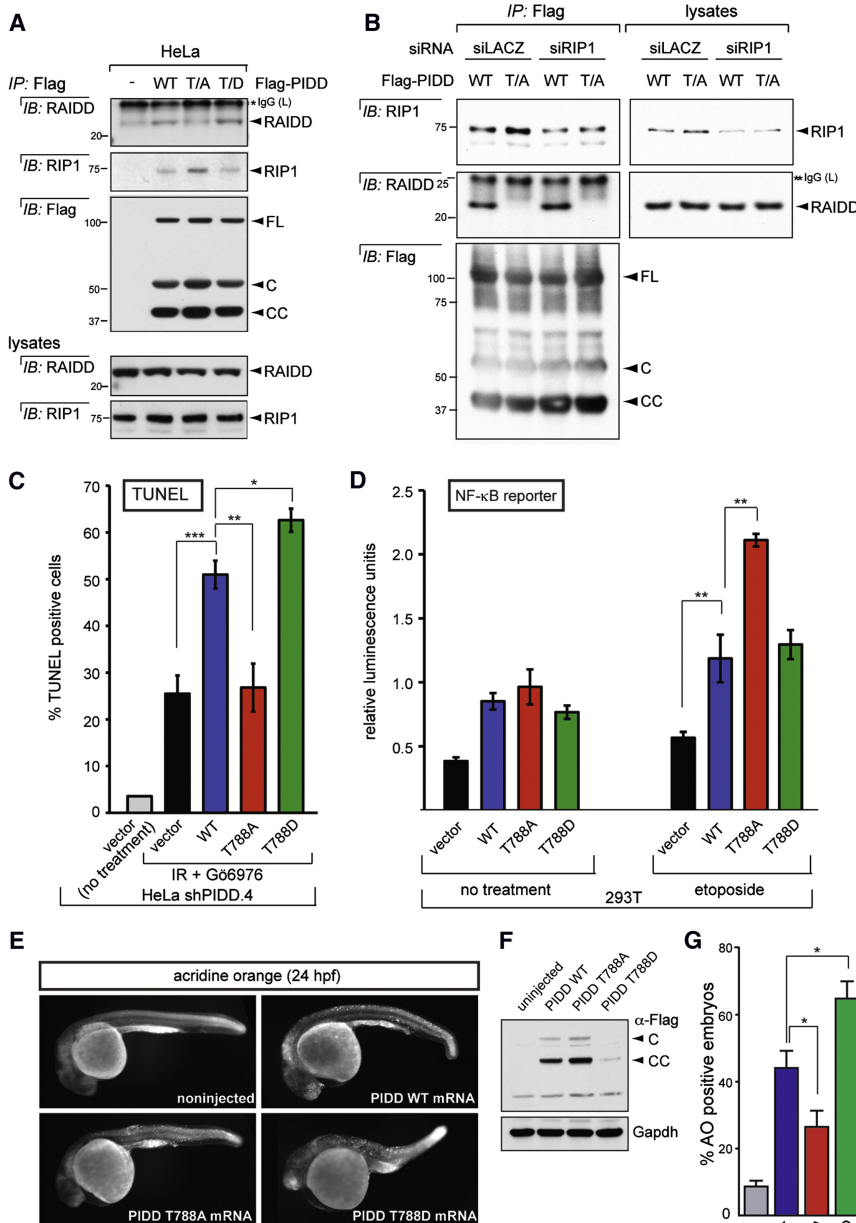 A
HeLa
IP: Flag
- WT T/A T/D Flag-PIDD
IB: RAIDD
*IgG (L)
RAIDD
20
IB: RIP1
75
RIP1
IB: Flag
100
FL
50
C
37
CC
lysates
IB: RAIDD
RAIDD
20
IB: RIP1
75
RIP1
B
IP: Flag
lysates
siRNA siLACZ siRIP1 siLACZ siRIP1
Flag-PIDD WT T/A WT T/A WT T/A WT T/A
IB: RIP1
75
RIP1
IB: RAIDD
25
** IgG (L)
20
RAIDD
IB: Flag
100
FL
75
50
C
37
CC
C
TUNEL
% TUNEL positive cells
70
60
50
40
30
20
10
0
* 
*** **
vector (no treatment)
vector
WT
T788A
T788D
IR + Gö6976
HeLa shPIDD.4
D
NF-κB reporter
relative luminescence unitis
2.5
2.0
1.5
1.0
0.5
**
**
vector
WT
T788A
T788D
vector
WT
T788A
T788D
no treatment
etoposide
293T
E
acridine orange (24 hpf)
noninjected
PIDD WT mRNA
PIDD T788A mRNA
PIDD T788D mRNA
F
uninjected
PIDD WT
PIDD T788A
PIDD T788D
α-Flag
C
CC
Gapdh
G
% AO positive embryos
80
60
40
20
0
*
*